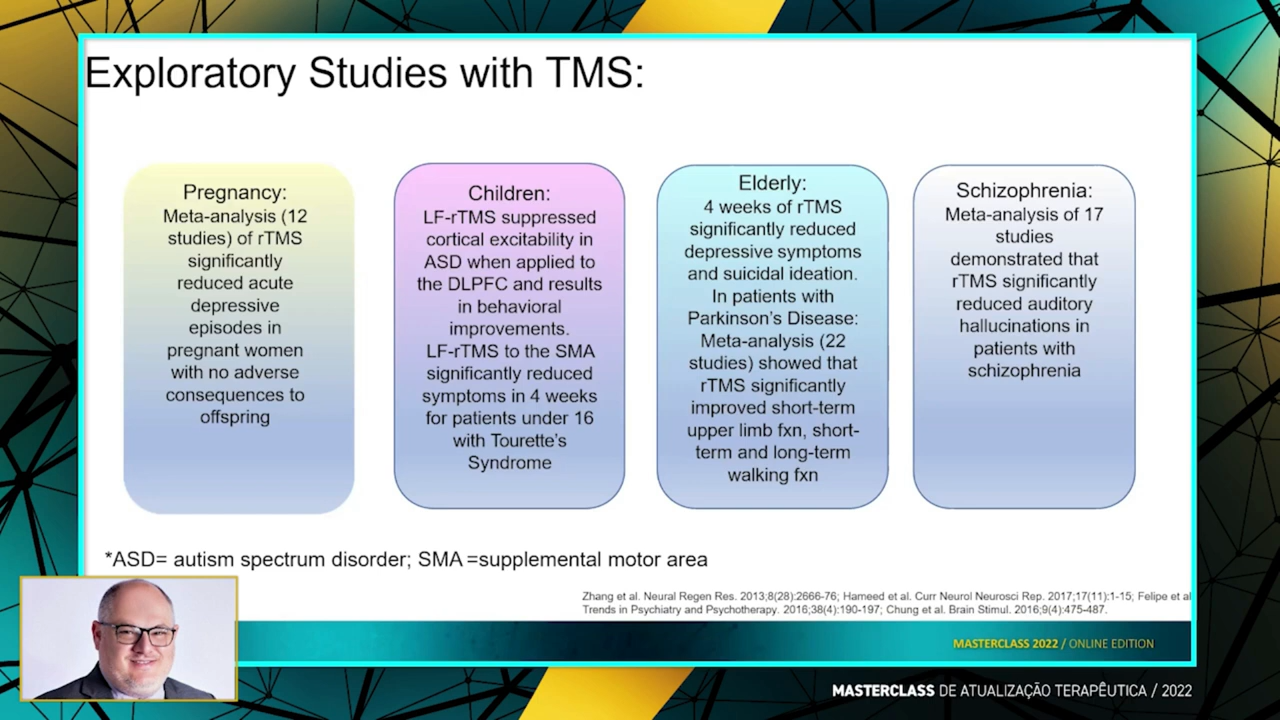 Exploratory Studies with TMS:
Pregnancy:
Meta-analysis (12
studies) of rTMS
significantly
reduced acute
depressive
episodes in
pregnant women
with no adverse
consequences to
offspring
Children:
LF-rTMS suppressed
cortical excitability in
ASD when applied to
the DLPFC and results
in behavioral
improvements.
LF-rTMS to the SMA
significantly reduced
symptoms in 4 weeks
for patients under 16
with Tourette's
Syndrome
Elderly:
4 weeks of rTMS
significantly reduced
depressive symptoms
and suicidal ideation.
In patients with
Parkinson's Disease:
Meta-analysis (22
studies) showed that
rTMS significantly
improved short-term
upper limb fxn, short-
term and long-term
walking fxn
Schizophrenia:
Meta-analysis of 17
studies
demonstrated that
rTMS significantly
reduced auditory
hallucinations in
patients with
schizophrenia
*ASD= autism spectrum disorder; SMA =supplemental motor area
Zhang et al. Neural Regen Res. 2013;8(28):2666-76; Hameed et al. Curr Neurol Neurosci Rep. 2017;17(11):1-15; Felipe et al
Trends in Psychiatry and Psychotherapy. 2016;38(4):190-197; Chung et al. Brain Stimul. 2016;9(4):475-487.
MASTERCLASS 2022 / ONLINE EDITION
MASTERCLASS DE ATUALIZAÇÃO TERAPÊUTICA / 2022